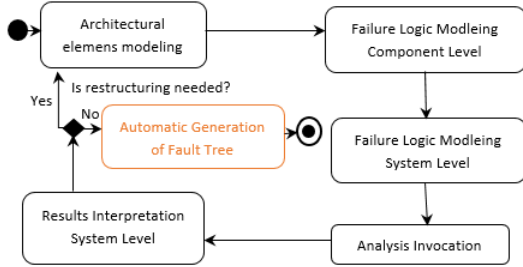 Architectural
elemens modeling
Failure Logic Modleing
Component Level
Is restructuring needed?
Yes
No
Automatic Generation
of Fault Tree
Failure Logic Modleing
System Level
Results Interpretation
System Level
Analysis Invocation